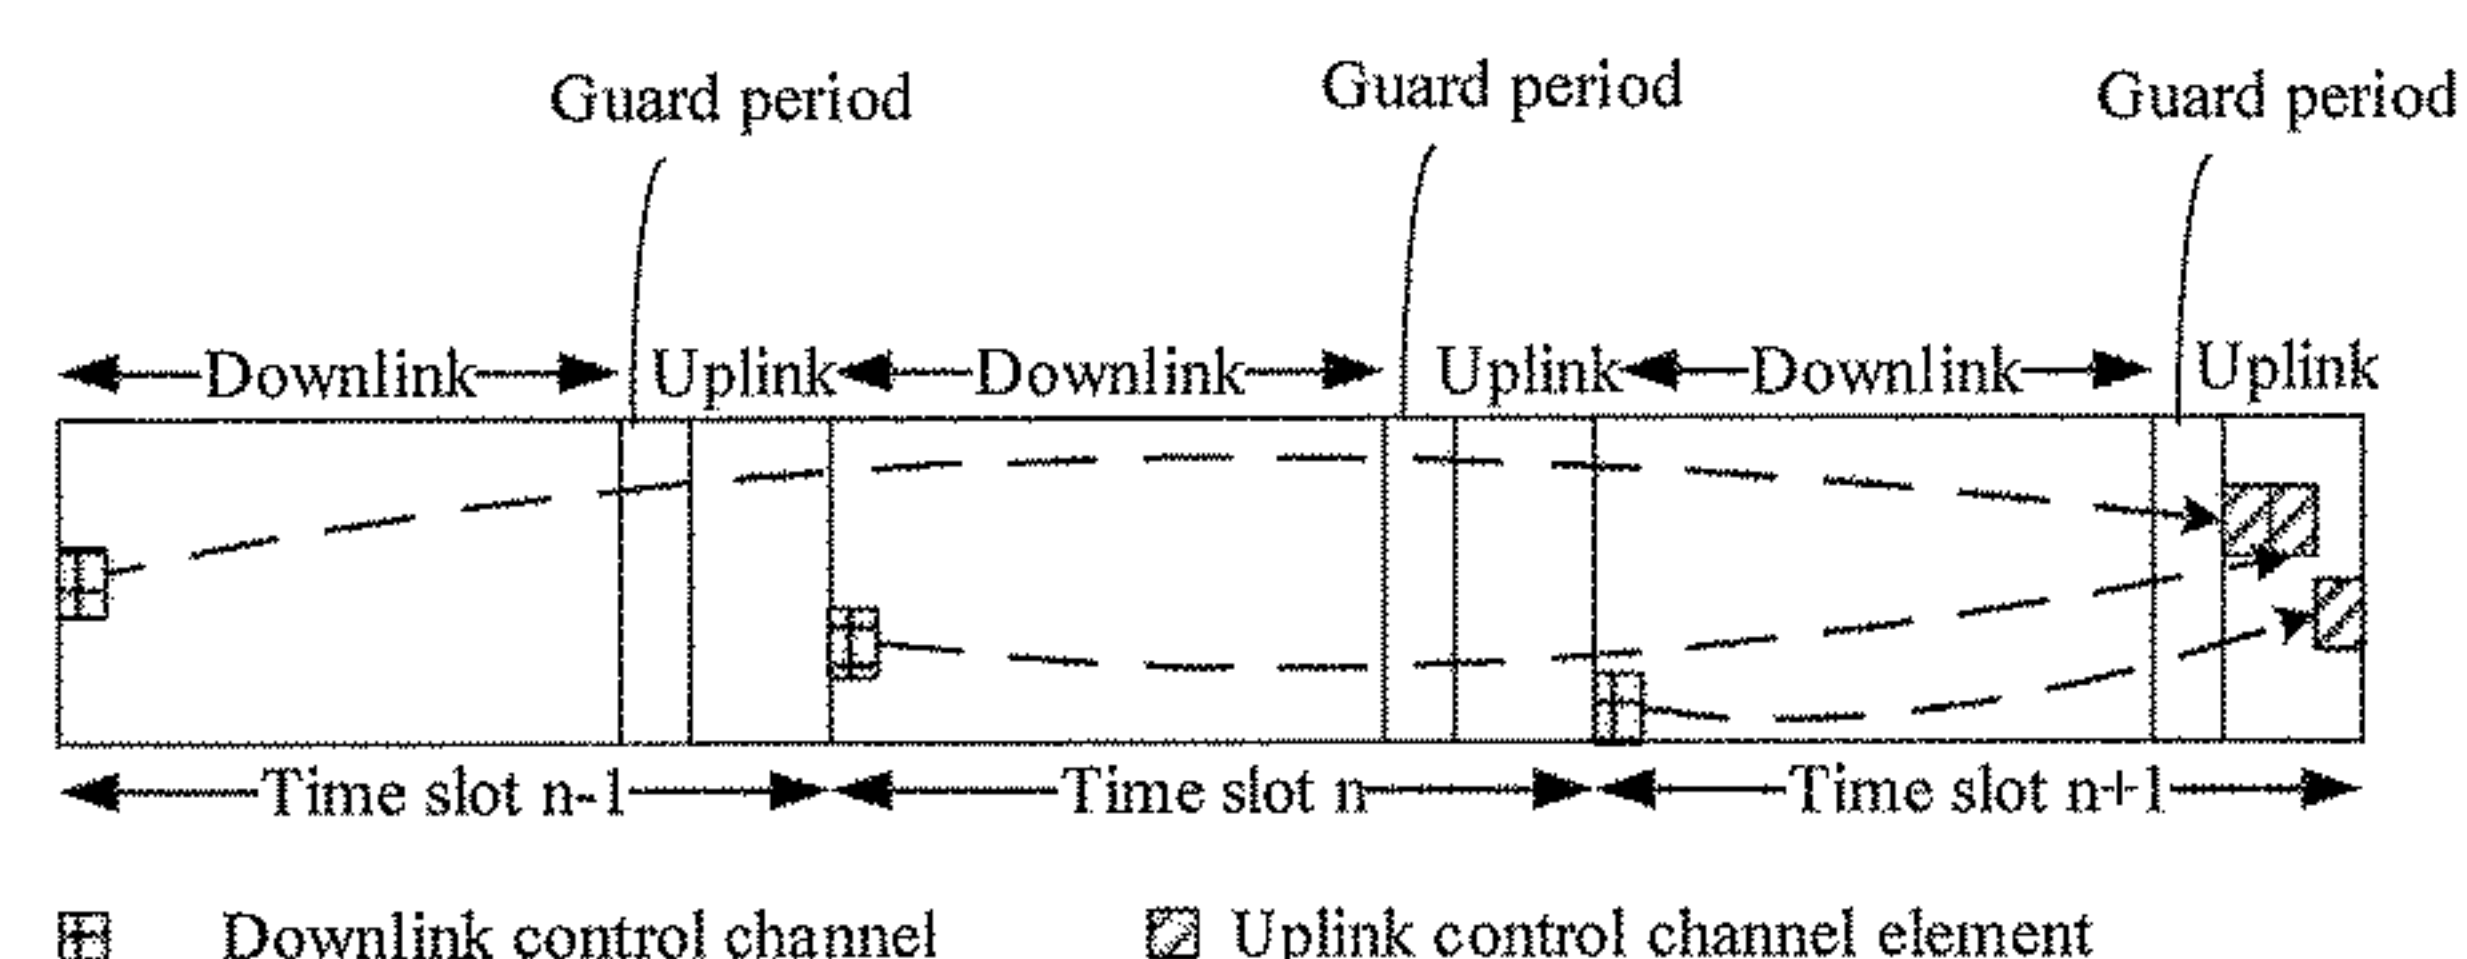 Guard period Guard period Guard period
Downlink Uplink Downlink Uplink Downlink Uplink
Time slot n-1 Time slot n Time slot n+1
Downlink control channel Uplink control channel element